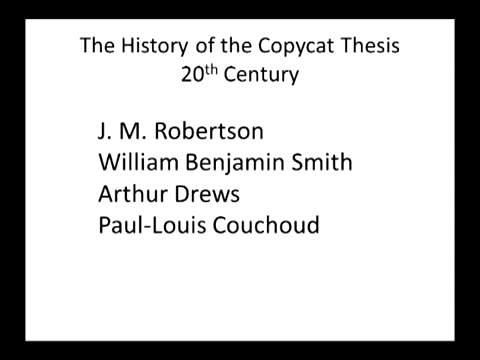 The History of the Copycat Thesis
20th Century
J. M. Robertson
William Benjamin Smith
Arthur Drews
Paul-Louis Couchoud